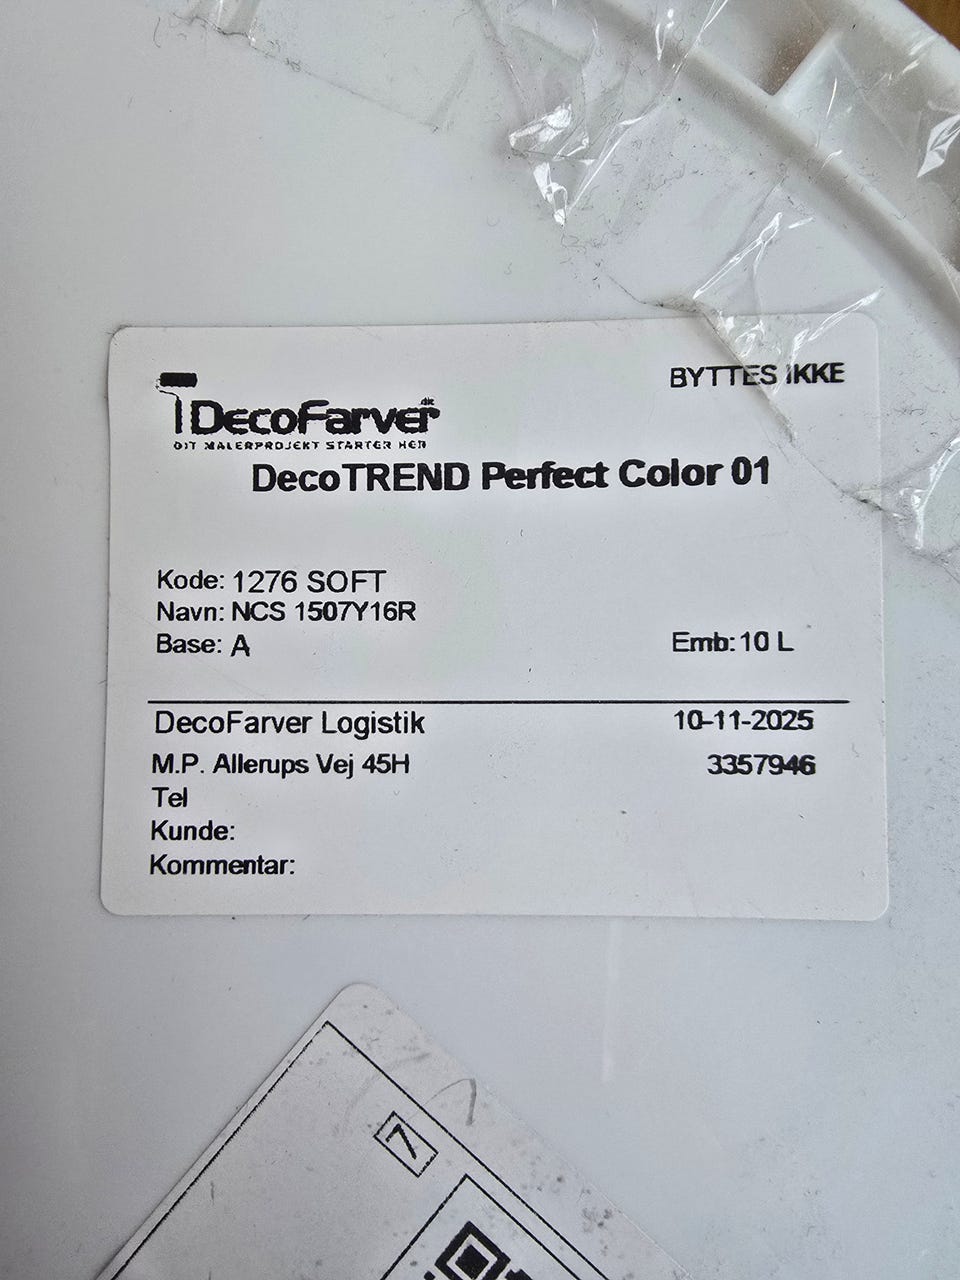 BYTTES IKKE
DecoFarver.dk
DIT MALERPROJEKT STARTER HER
DecoTREND Perfect Color 01
Kode: 1276 SOFT
Navn: NCS 1507Y16R
Base: A
Emb: 10 L
DecoFarver Logistik
10-11-2025
M.P. Allerups Vej 45H
3357946
Tel
Kunde:
Kommentar:
7